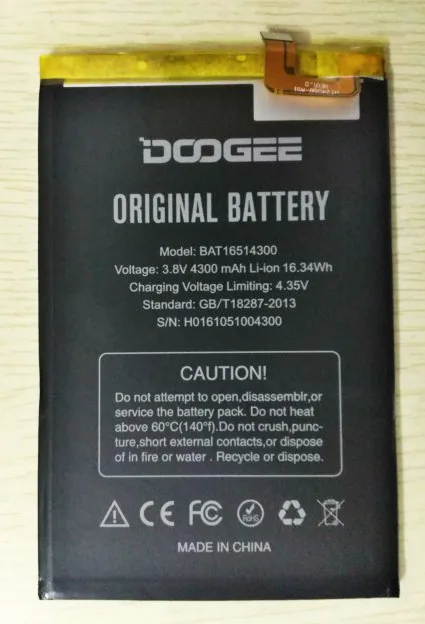 DOOGEE
ORIGINAL BATTERY
Model: BAT16514300
Voltage: 3.8V 4300 mAh Li-ion 16.34Wh
Charging Voltage Limiting: 4.35V
Standard: GB/T18287-2013
S/N: H0161051004300
CAUTION!
Do not attempt to open,disassemblr,or
service the battery pack. Do not heat
above 60°C(140°f).Do not crush,punc-
ture,short external contacts,or dispose
of in fire or water . Recycle or dispose.
CE FC RoHS
MADE IN CHINA